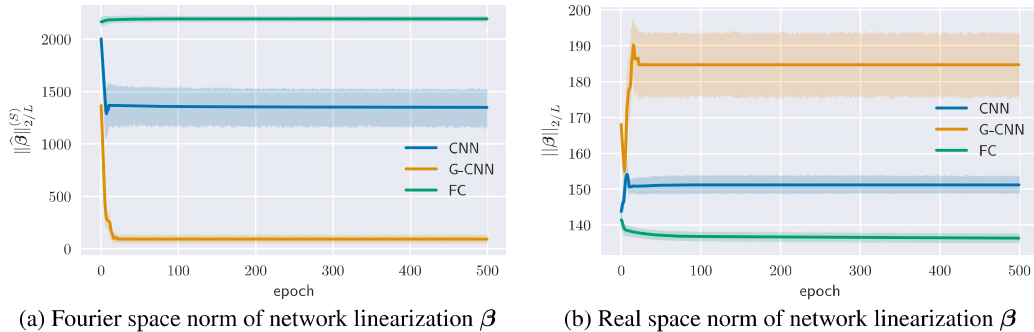 2000
1500
1000
500
0
‖β̂‖₂/L^(S)
CNN
G-CNN
FC
0 100 200 300 400 500
epoch
(a) Fourier space norm of network linearization β
200
190
180
170
160
150
140
||β||₂/L
CNN
G-CNN
FC
0 100 200 300 400 500
epoch
(b) Real space norm of network linearization β